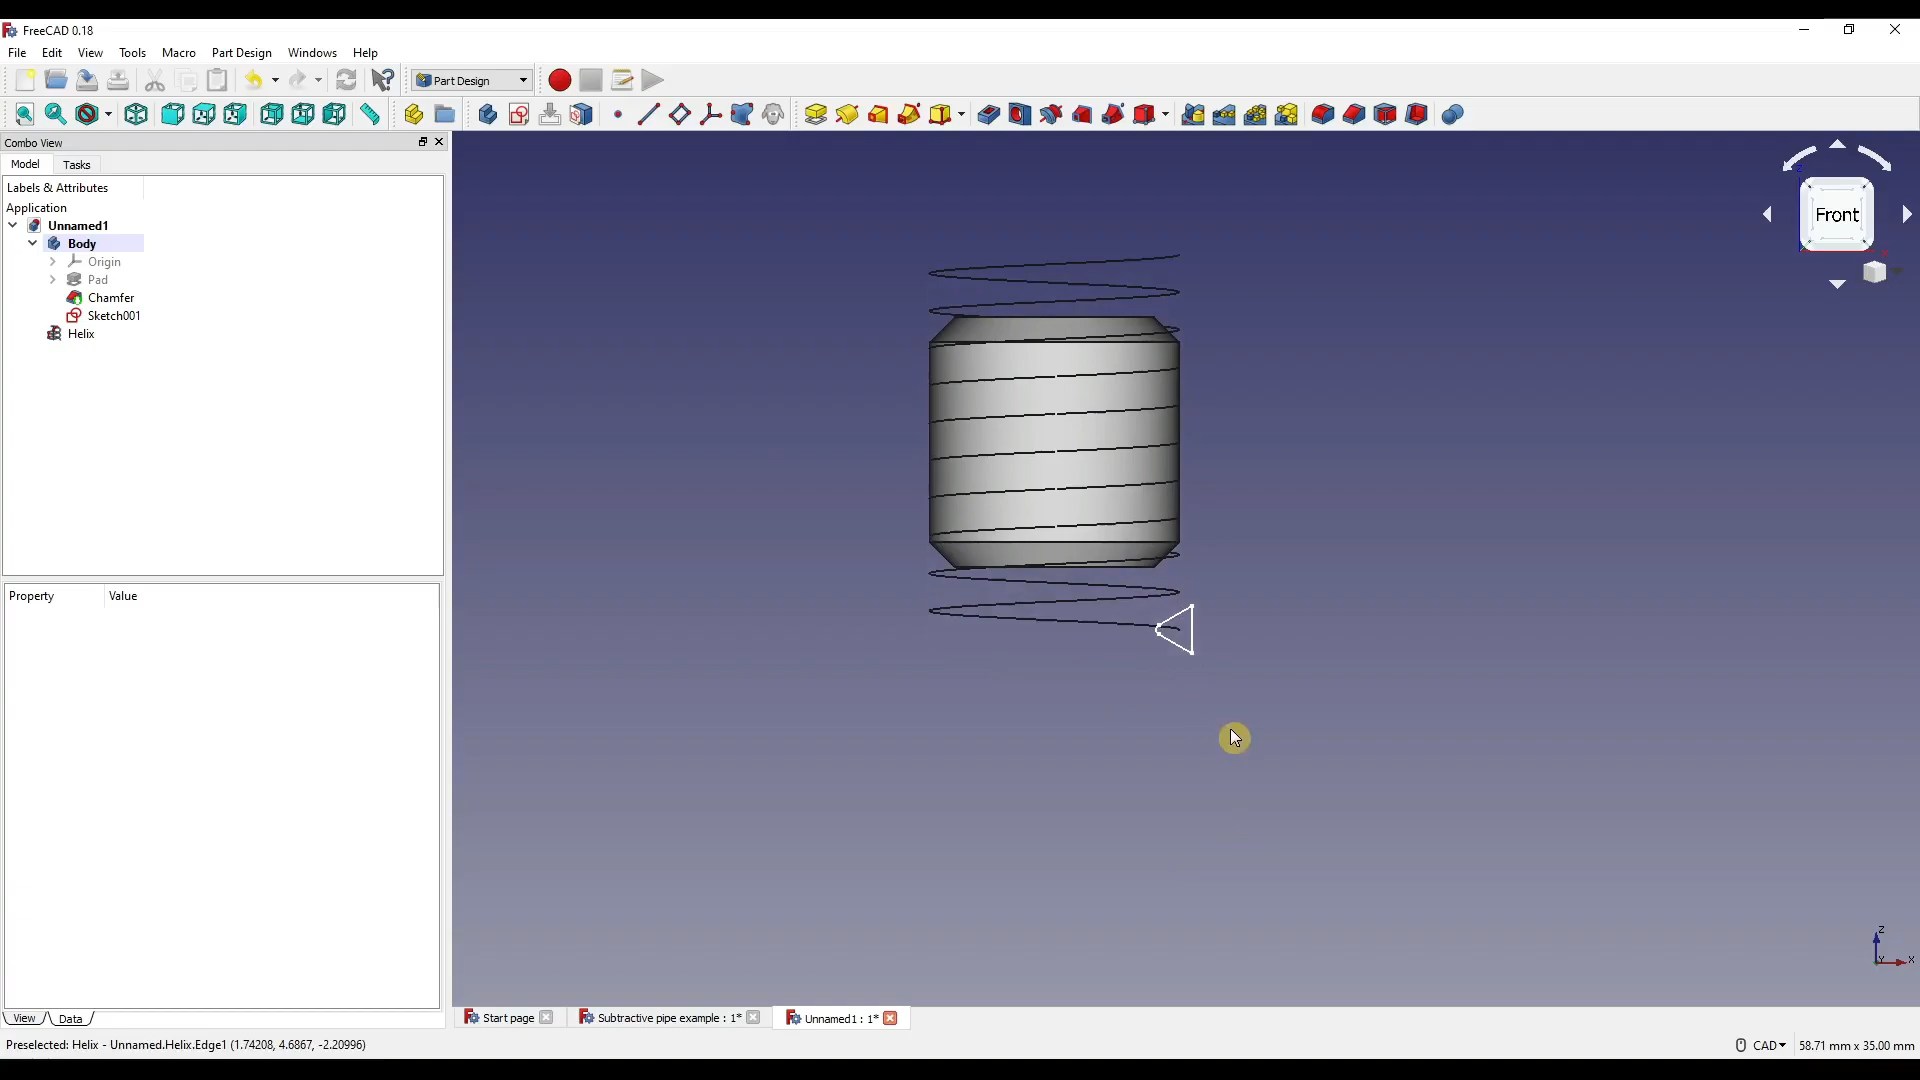 FreeCAD 0.18
File Edit View Tools Macro Part Design Windows Help
Part Design
Combo View
Model Tasks
Labels & Attributes
Application
Unnamed1
Body
Origin
Pad
Chamfer
Sketch001
Helix
Front
Z
Property Value
Z
Y X
View Data
Start page Subtractive pipe example : 1* Unnamed1 : 1*
Preselected: Helix - Unnamed.Helix.Edge1 (1.74208, 4.6867, -2.20996)
CAD 58.71 mm x 35.00 mm